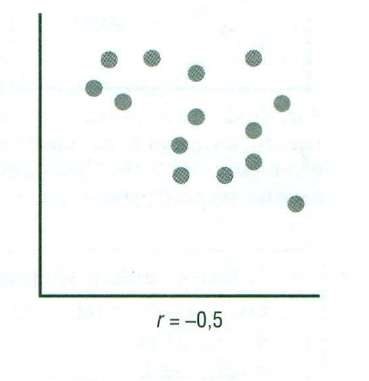 r = –0,5